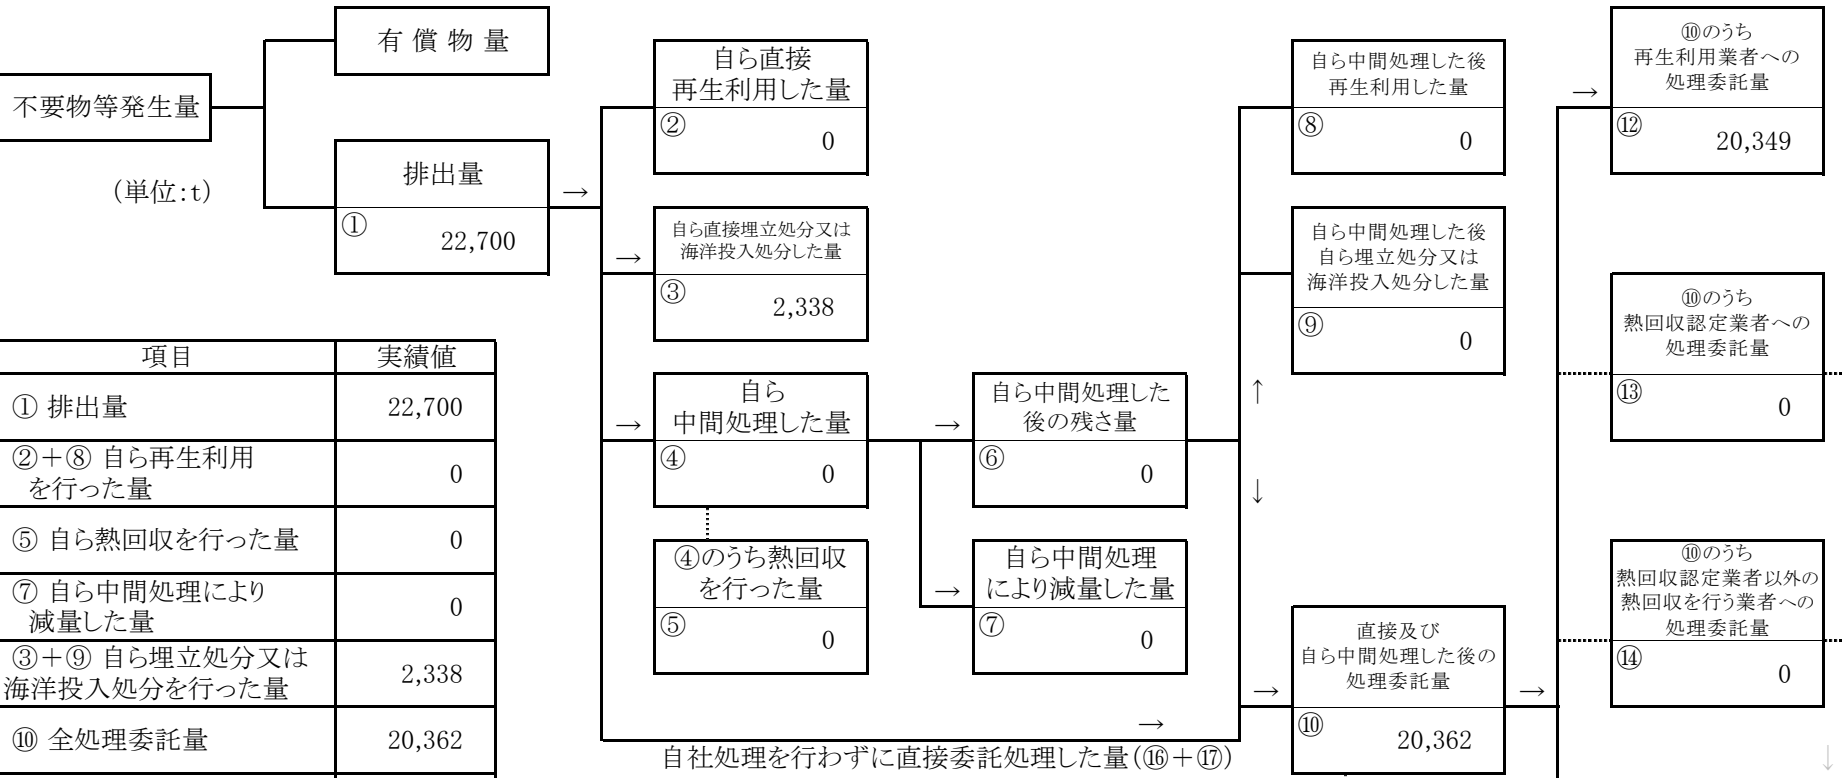 有 償 物 量
不要物等発生量
(単位:t)
排出量
①
22,700
→
自ら直接
再生利用した量
②
0
→
自ら直接埋立処分又は
海洋投入処分した量
③
2,338
→
自ら
中間処理した量
④
0
④のうち熱回収
を行った量
⑤
0
→
自ら中間処理した
後の残さ量
⑥
0
→
自ら中間処理
により減量した量
⑦
0
自ら中間処理した後
再生利用した量
⑧
0
自ら中間処理した後
自ら埋立処分又は
海洋投入処分した量
⑨
0
↑
↓
→
直接及び
自ら中間処理した後の
処理委託量
⑩
20,362
→
→
自社処理を行わずに直接委託処理した量(⑯+⑰)
→
⑩のうち
再生利用業者への
処理委託量
⑫
20,349
⑩のうち
熱回収認定業者への
処理委託量
⑬
0
⑩のうち
熱回収認定業者以外の
熱回収を行う業者への
処理委託量
⑭
0
↓
項目 実績値
① 排出量 22,700
②+⑧ 自ら再生利用
を行った量 0
⑤ 自ら熱回収を行った量 0
⑦ 自ら中間処理により
減量した量 0
③+⑨ 自ら埋立処分又は
海洋投入処分を行った量 2,338
⑩ 全処理委託量 20,362